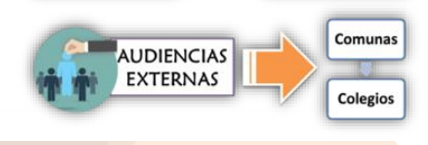 AUDIENCIAS
EXTERNAS
Comunas
Colegios